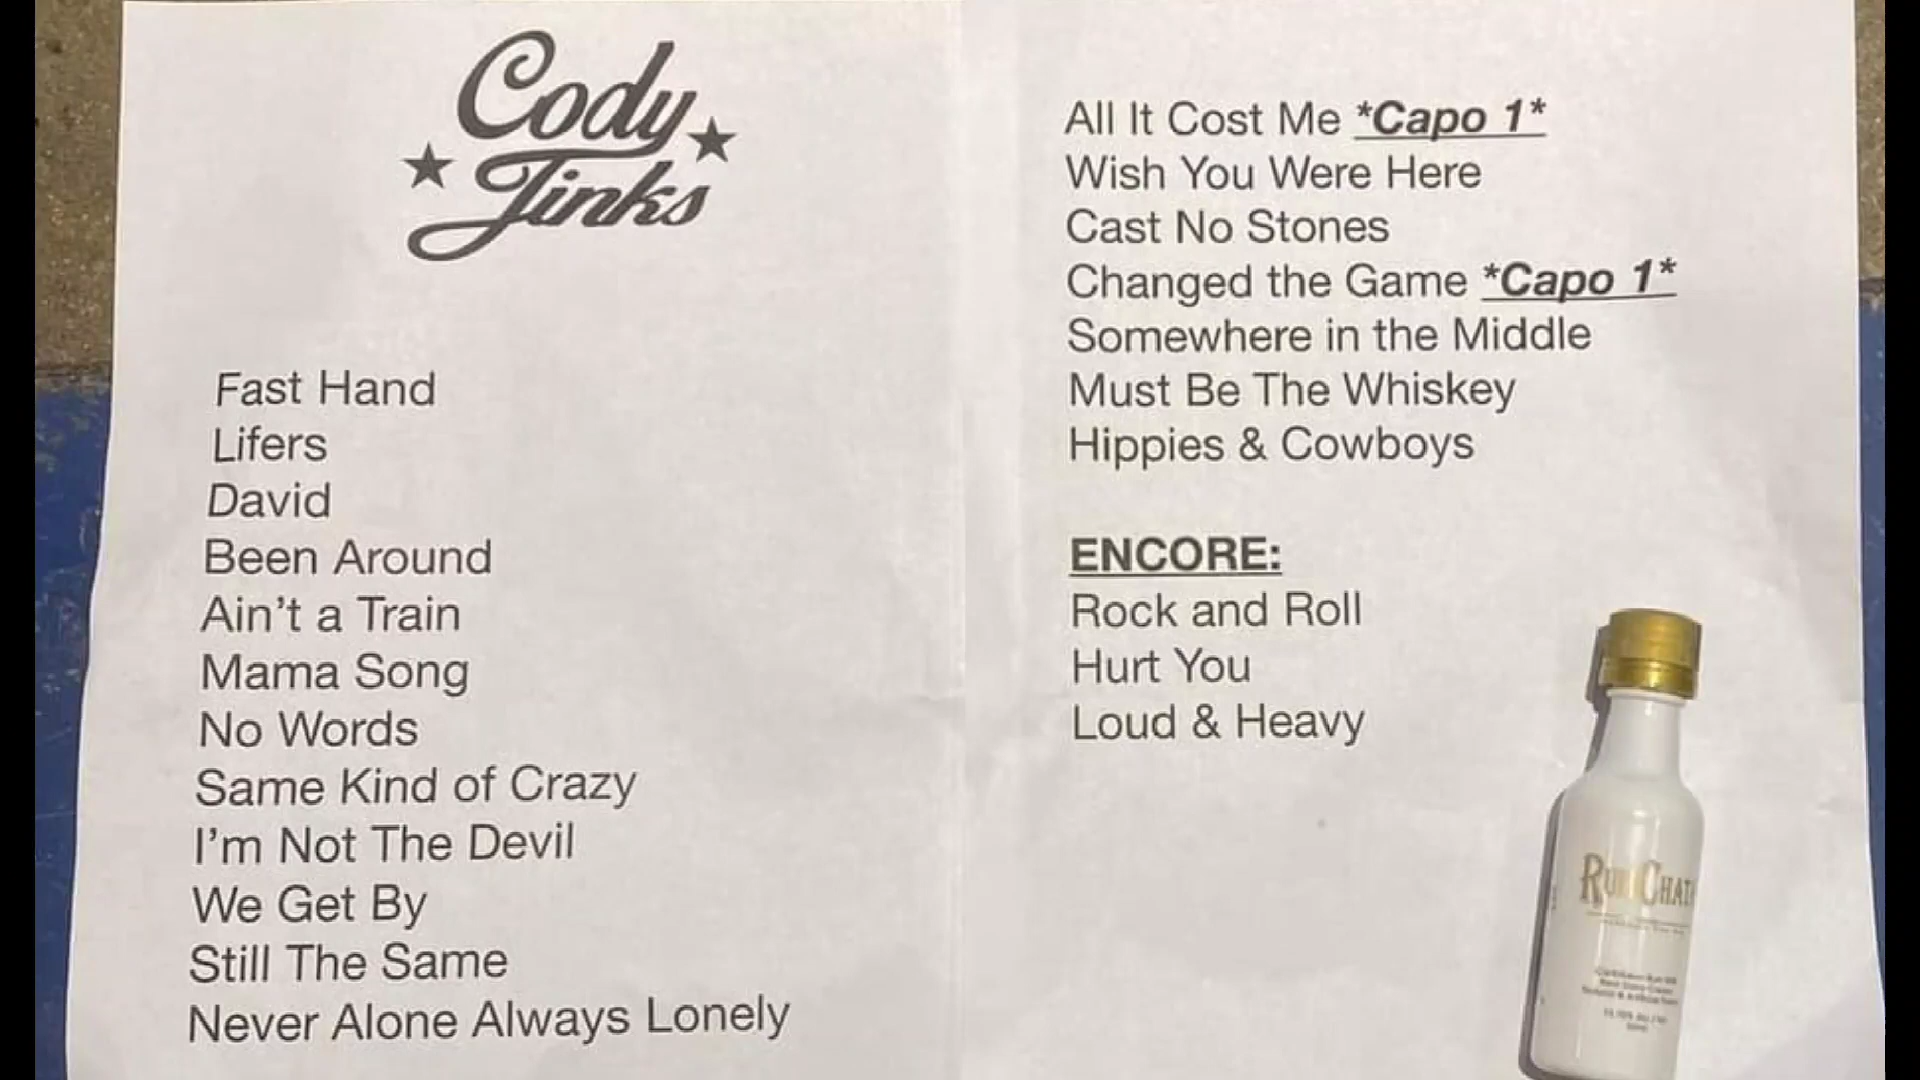 Cody
Jinks
Fast Hand
Lifers
David
Been Around
Ain't a Train
Mama Song
No Words
Same Kind of Crazy
I'm Not The Devil
We Get By
Still The Same
Never Alone Always Lonely
All It Cost Me *Capo 1*
Wish You Were Here
Cast No Stones
Changed the Game *Capo 1*
Somewhere in the Middle
Must Be The Whiskey
Hippies & Cowboys
ENCORE:
Rock and Roll
Hurt You
Loud & Heavy
RUMCHATA